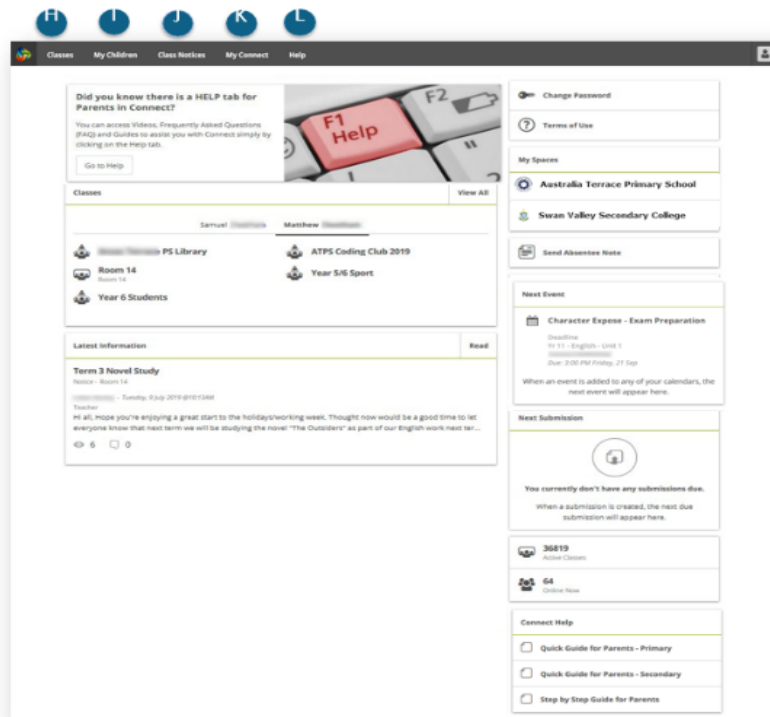 H I J K L
Classes My Children Class Notices My Connect Help
Did you know there is a HELP tab for
Parents in Connect?
You can access Videos, Frequently Asked Questions
(FAQ) and Guides to assist you with Connect simply by
clicking on the Help tab.
Go to Help
F1
Help
F2
Classes View All
Samuel Matthew
PS Library
Room 14
Room 14
Year 6 Students
ATPS Coding Club 2019
Year 5/6 Sport
Latest Information Read
Term 3 Novel Study
Notice - Room 14
- Tuesday, 9 July 2019 @10:13AM
Teacher
Hi all, Hope you're enjoying a great start to the holidays/working week, Thought now would be a good time to let
everyone know that next term we will be studying the novel "The Outsiders" as part of our English work next ter...
6 0
Change Password
Terms of Use
My Spaces
Australia Terrace Primary School
Swan Valley Secondary College
Send Absentee Note
Next Event
Character Expose - Exam Preparation
Deadline
Yr 11 - English - Unit 1
Due: 3:00 PM Friday, 21 Sep
When an event is added to any of your calendars, the
next event will appear here.
Next Submission
You currently don't have any submissions due.
When a submission is created, the next due
submission will appear here.
36819
Active Classes
64
Online Now
Connect Help
Quick Guide for Parents - Primary
Quick Guide for Parents - Secondary
Step by Step Guide for Parents